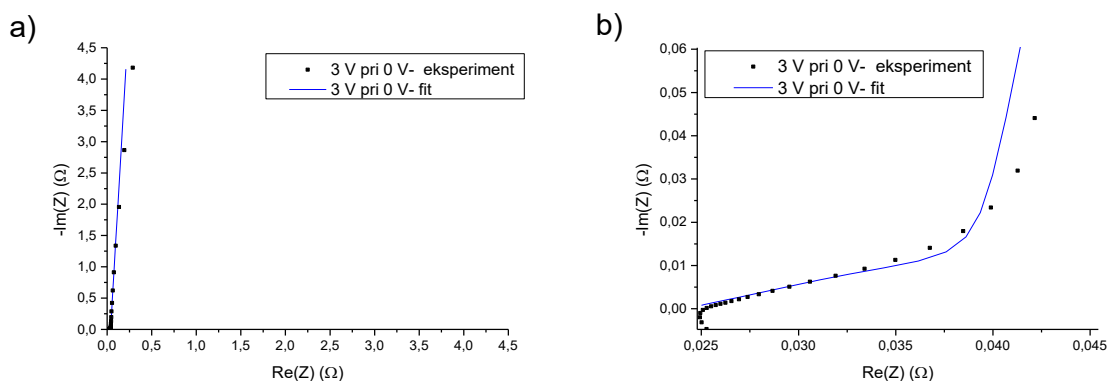 a)
4,5
4,0
3,5
3,0
2,5
2,0
1,5
1,0
0,5
0,0
-Im(Z) (Ω)
3 V pri 0 V- eksperiment
3 V pri 0 V- fit
0,0 0,5 1,0 1,5 2,0 2,5 3,0 3,5 4,0 4,5
Re(Z) (Ω)
b)
0,06
0,05
0,04
0,03
0,02
0,01
0,00
-Im(Z) (Ω)
3 V pri 0 V- eksperiment
3 V pri 0 V- fit
0,025 0,030 0,035 0,040 0,045
Re(Z) (Ω)